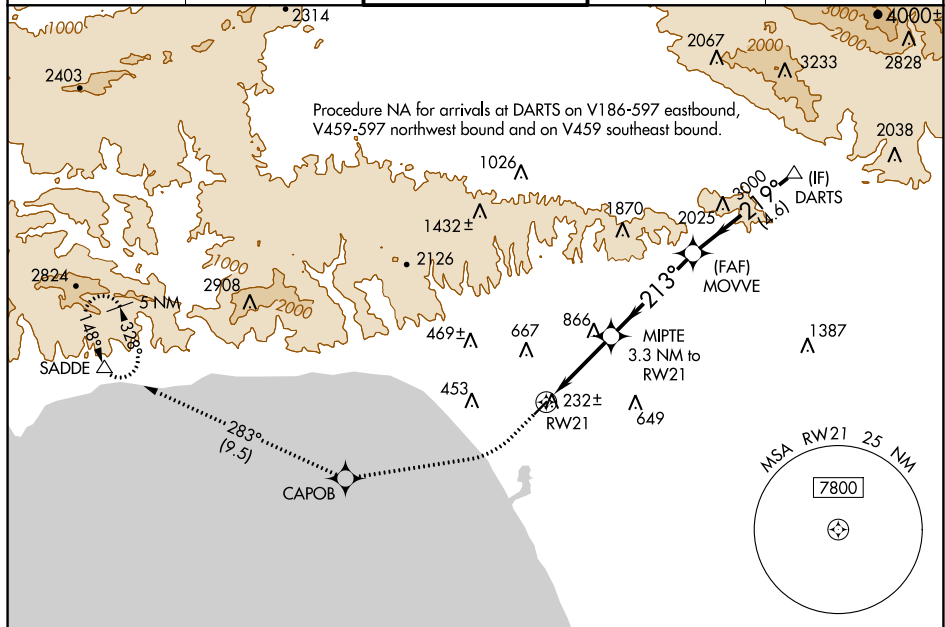 2314
1000
3000
4000±
2000
2067
2000
3233
2828
2403
Procedure NA for arrivals at DARTS on V186-597 eastbound,
V459-597 northwest bound and on V459 southeast bound.
2038
1026
(IF)
DARTS
3000
219°
(4.6)
1432±
1870
2025
1000
2126
(FAF)
MOVVE
2824
2908
2000
5 NM
213°
148°
328°
469±
667
866
MIPTE
3.3 NM to
RW21
1387
SADDE
453
232±
RW21
649
283°
(9.5)
CAPOB
MSA RW21 25 NM
7800